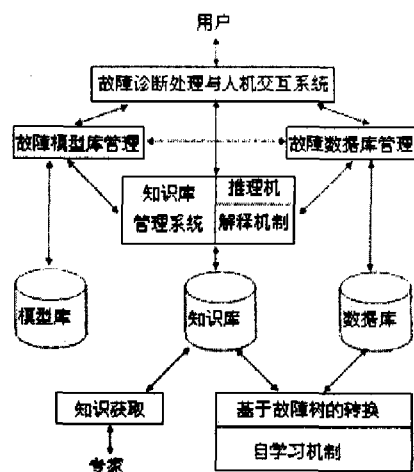 用户
故障诊断处理与人机交互系统
故障模型库管理
故障数据库管理
知识库
管理系统
推理机
解释机制
模型库
知识库
数据库
知识获取
基于故障树的转换
自学习机制
专家